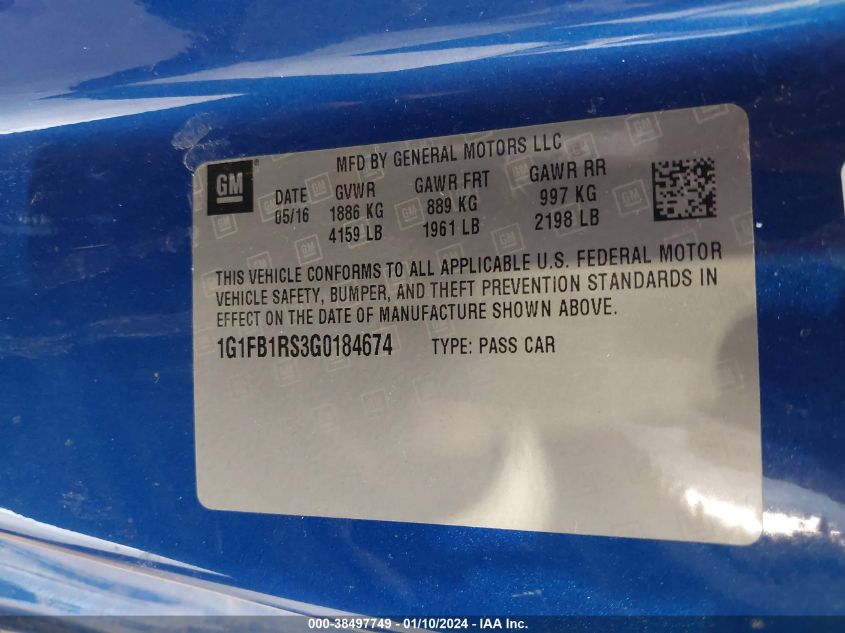 MFD BY GENERAL MOTORS LLC
GM
DATE GVWR GAWR FRT GAWR RR
05/16 1886 KG 889 KG 997 KG
4159 LB 1961 LB 2198 LB
THIS VEHICLE CONFORMS TO ALL APPLICABLE U.S. FEDERAL MOTOR
VEHICLE SAFETY, BUMPER, AND THEFT PREVENTION STANDARDS IN
EFFECT ON THE DATE OF MANUFACTURE SHOWN ABOVE.
1G1FB1RS3G0184674 TYPE: PASS CAR
000-38497749 - 01/10/2024 - IAA Inc.